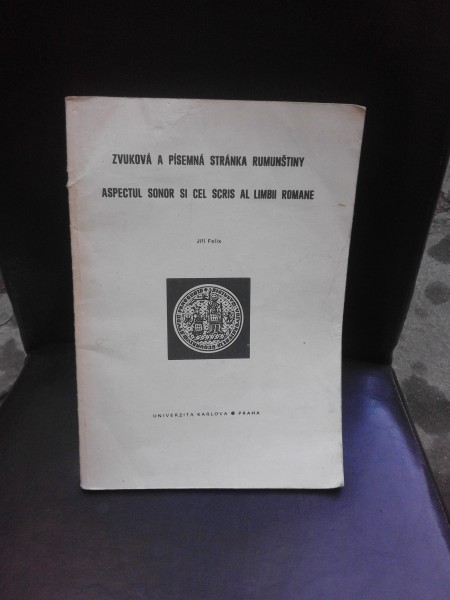 ZVUKOVÁ A PÍSEMNÁ STRÁNKA RUMUNŠTINY
ASPECTUL SONOR SI CEL SCRIS AL LIMBII ROMANE
Jiří Felix
UNIVERZITA KARLOVA ● PRAHA